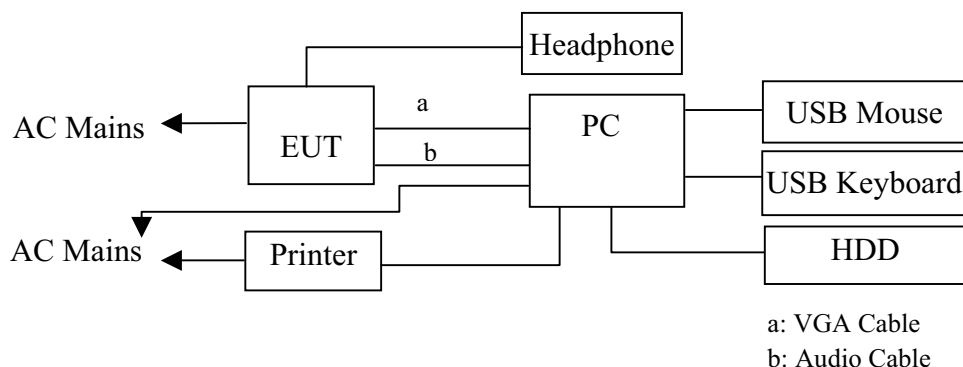 Headphone
a
AC Mains
EUT
PC
USB Mouse
b
USB Keyboard
AC Mains
Printer
HDD
a: VGA Cable
b: Audio Cable